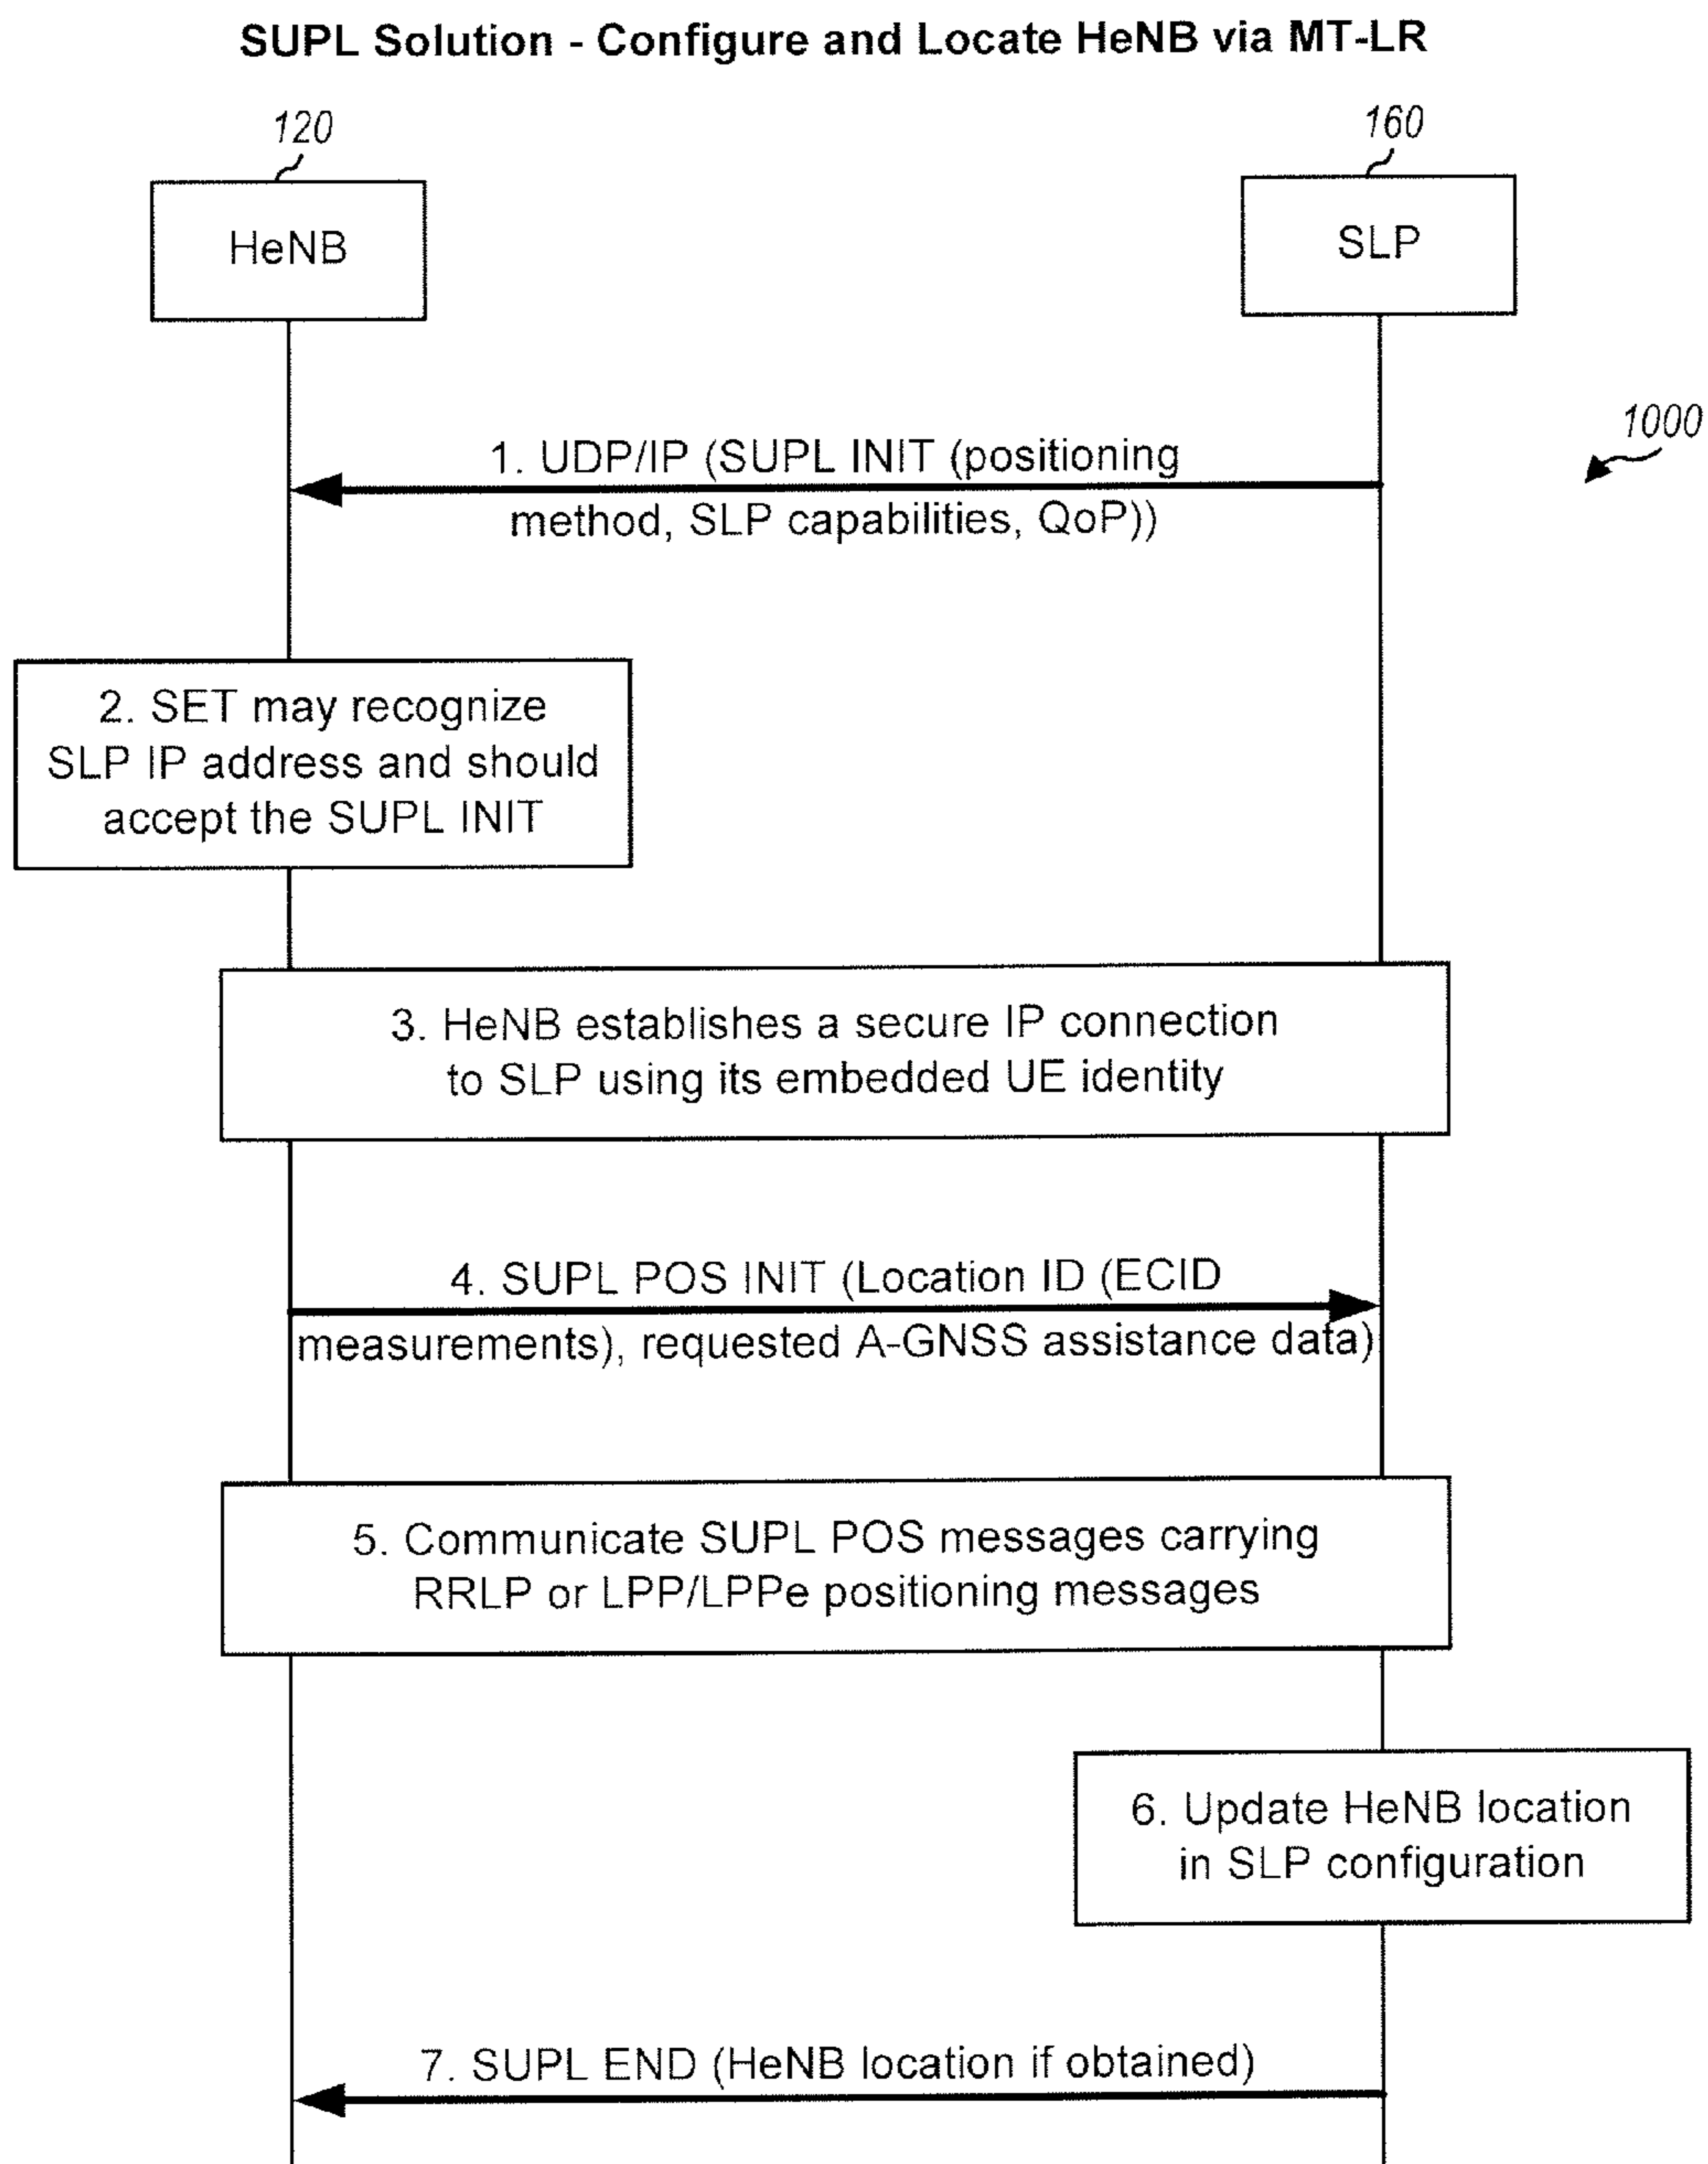 SUPL Solution - Configure and Locate HeNB via MT-LR
120
160
HeNB
SLP
1000
1. UDP/IP (SUPL INIT (positioning
method, SLP capabilities, QoP))
2. SET may recognize
SLP IP address and should
accept the SUPL INIT
3. HeNB establishes a secure IP connection
to SLP using its embedded UE identity
4. SUPL POS INIT (Location ID (ECID
measurements), requested A-GNSS assistance data)
5. Communicate SUPL POS messages carrying
RRLP or LPP/LPPe positioning messages
6. Update HeNB location
in SLP configuration
7. SUPL END (HeNB location if obtained)